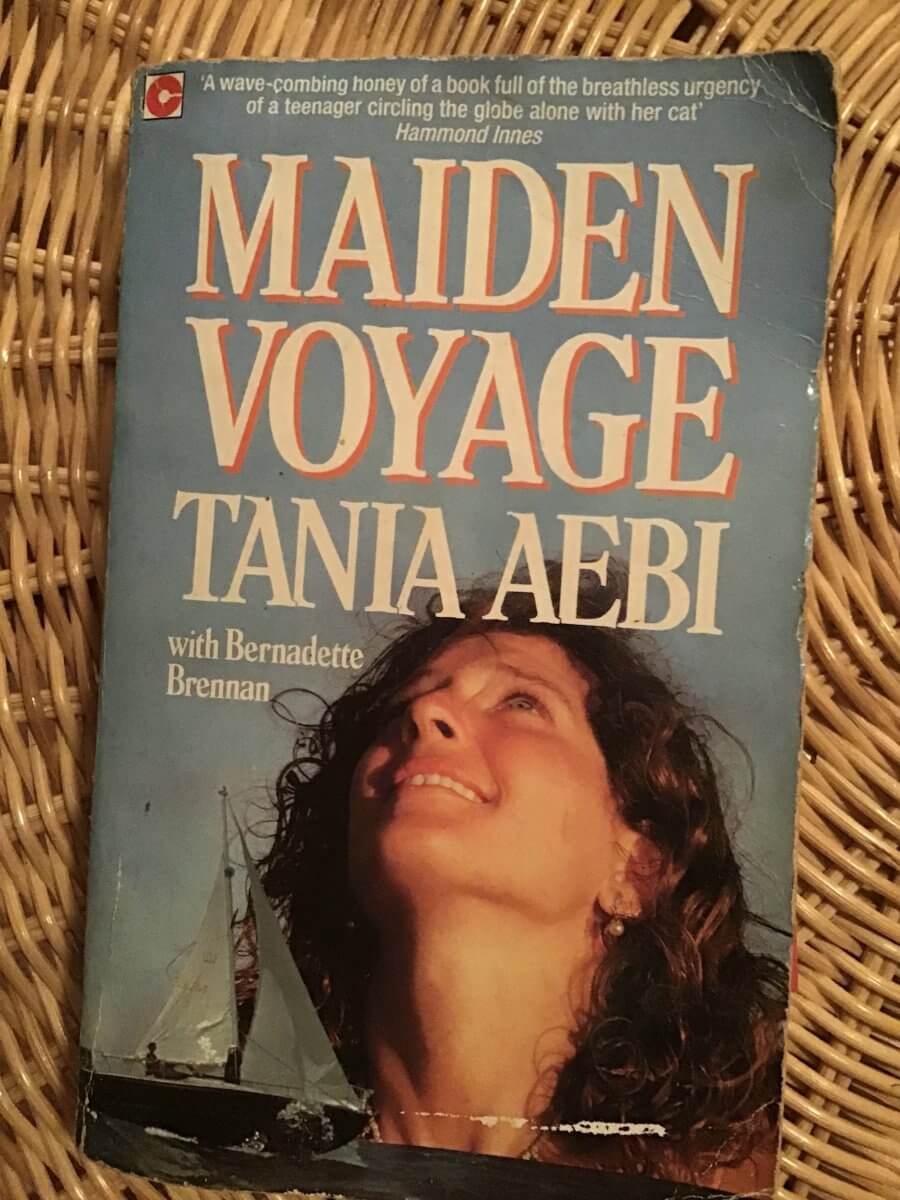 'A wave-combing honey of a book full of the breathless urgency
of a teenager circling the globe alone with her cat'
Hammond Innes
MAIDEN
VOYAGE
TANIA AEBI
with Bernadette
Brennan